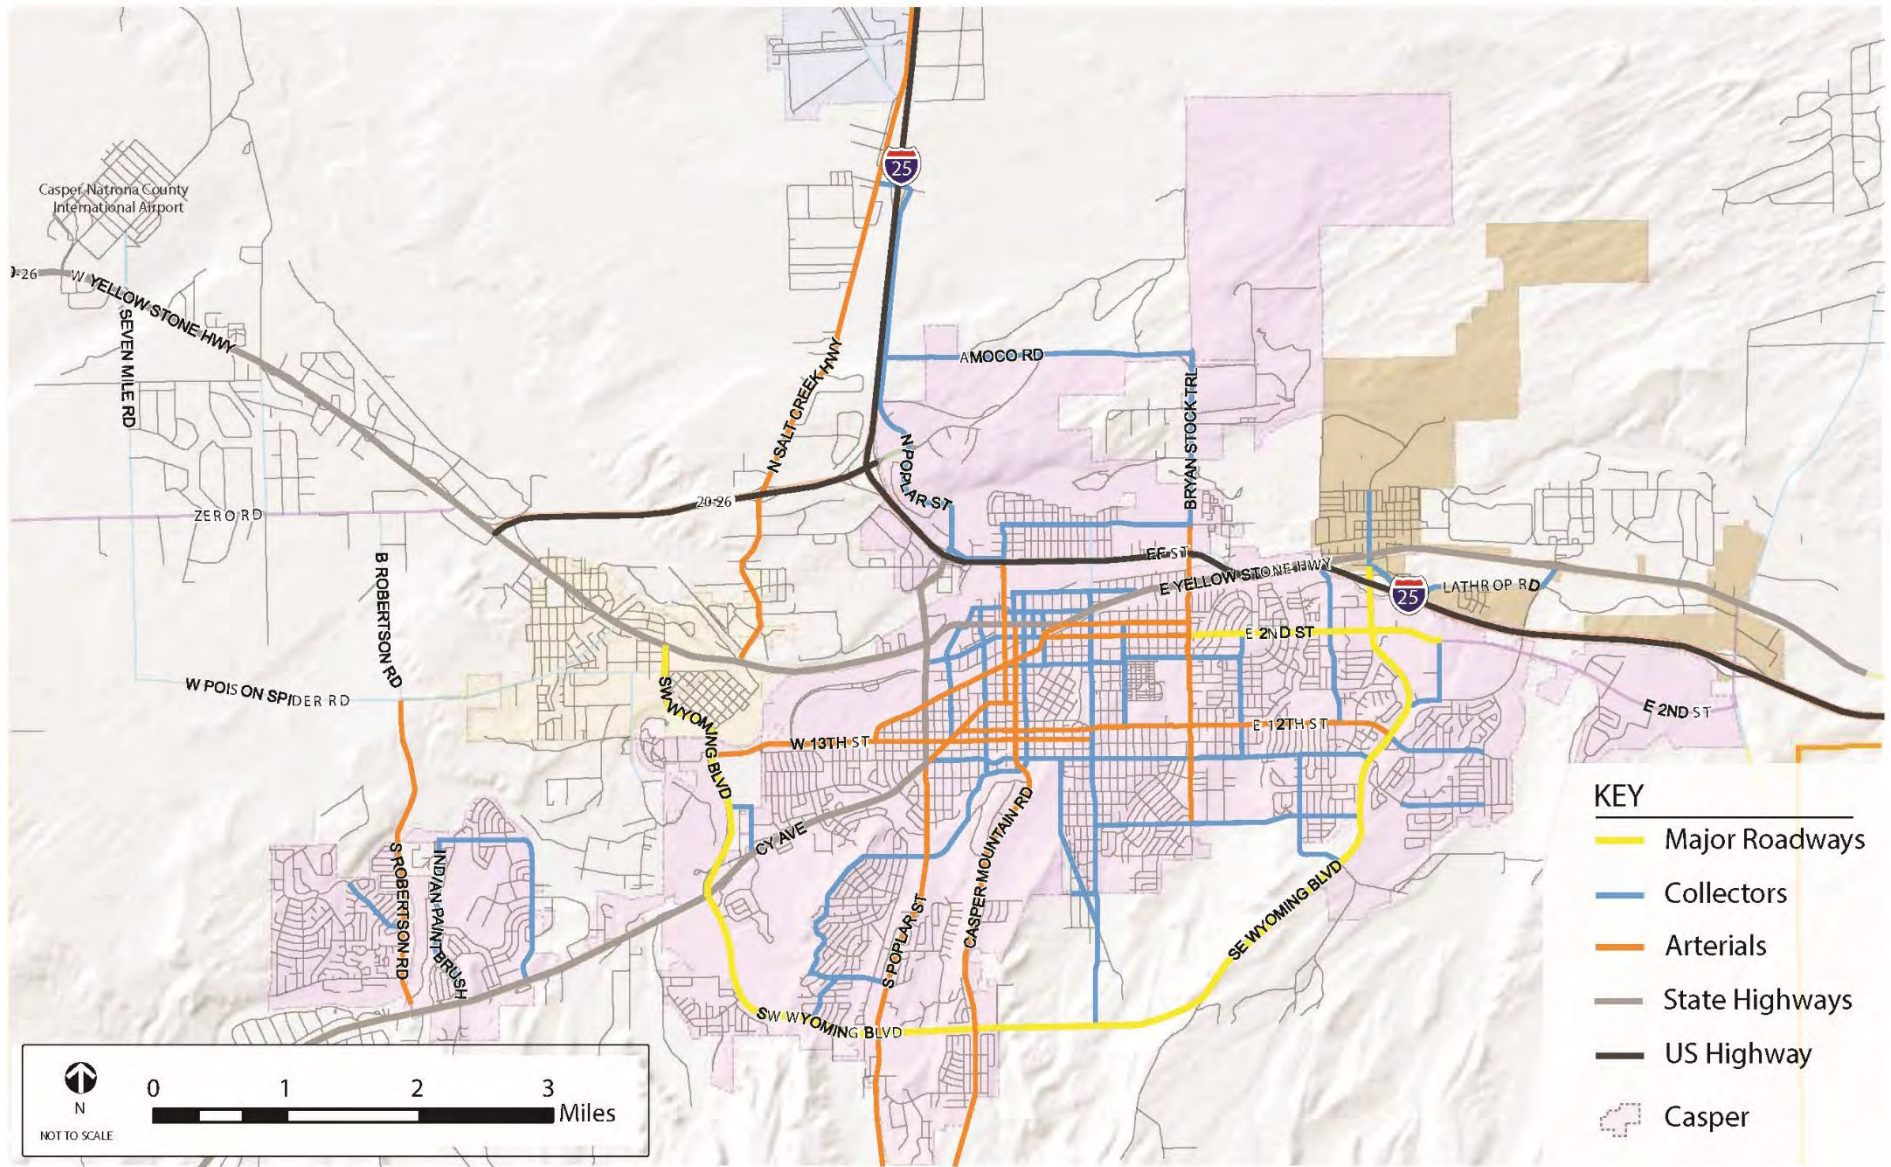 25
Casper Natrona County
International Airport
W YELLOW STONE HWY
SEVEN MILE RD
AMOCO RD
N SALT CREEK HWY
BRYAN STOCK TRL
N POPLAR ST
20-26
ZERO RD
B ROBERTSON RD
E YELLOW STONE HWY
LATHROP RD
25
E 2ND ST
W POISON SPIDER RD
SW WYOMING BLVD
E 2ND ST
E 12TH ST
W 13TH ST
CY AVE
CASPER MOUNTAIN RD
S ROBERTSON RD
INDIAN PAINTBRUSH
S POPLAR ST
SE WYOMING BLVD
SW WYOMING BLVD
KEY
Major Roadways
Collectors
Arterials
State Highways
US Highway
Casper
N
NOT TO SCALE
0 1 2 3
Miles